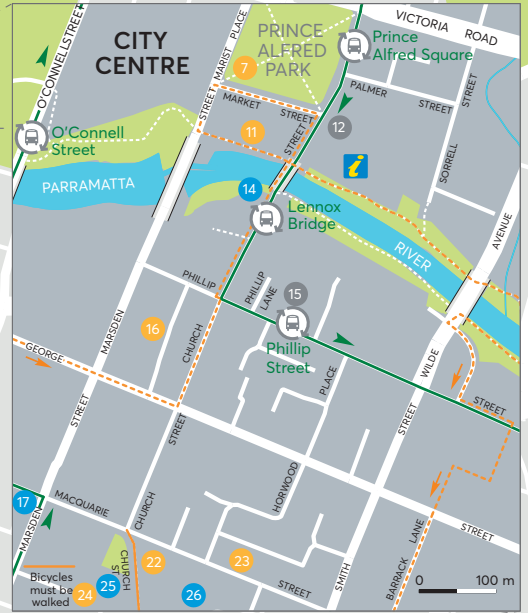 CITY
CENTRE
O'CONNELLSTREET
MARIST PLACE
PRINCE
ALFRED
PARK
7
Prince
Alfred Square
VICTORIA ROAD
PALMER STREET
STREET
SORRELL
MARKET STREET
STREET
STREET
11
12
O'Connell
Street
PARRAMATTA
14
Lennox
Bridge
RIVER
AVENUE
PHILLIP
PHILLIP
LANE
15
Phillip
Street
PLACE
MARSDEN
16
CHURCH
GEORGE
WILDE
STREET
STREET
STREET
STREET
HORWOOD
17
MACQUARIE
CHURCH
MARSDEN
LANE
STREET
CHURCH
ST
22
23
SMITH
BARRACK
0 100 m
Bicycles
must be
walked
24
25
26
STREET